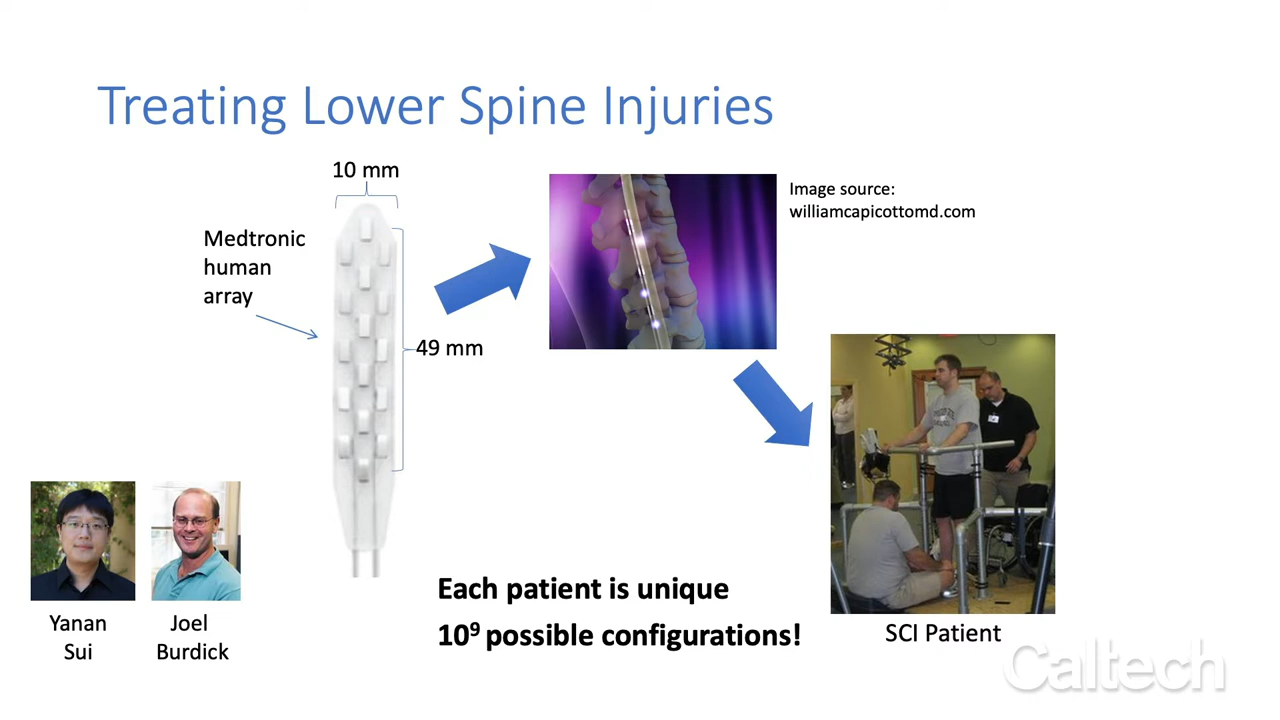 Treating Lower Spine Injuries
10 mm
Image source:
williamcapicottomd.com
Medtronic
human
array
49 mm
Each patient is unique
10⁹ possible configurations!
Yanan
Sui
Joel
Burdick
SCI Patient
Caltech